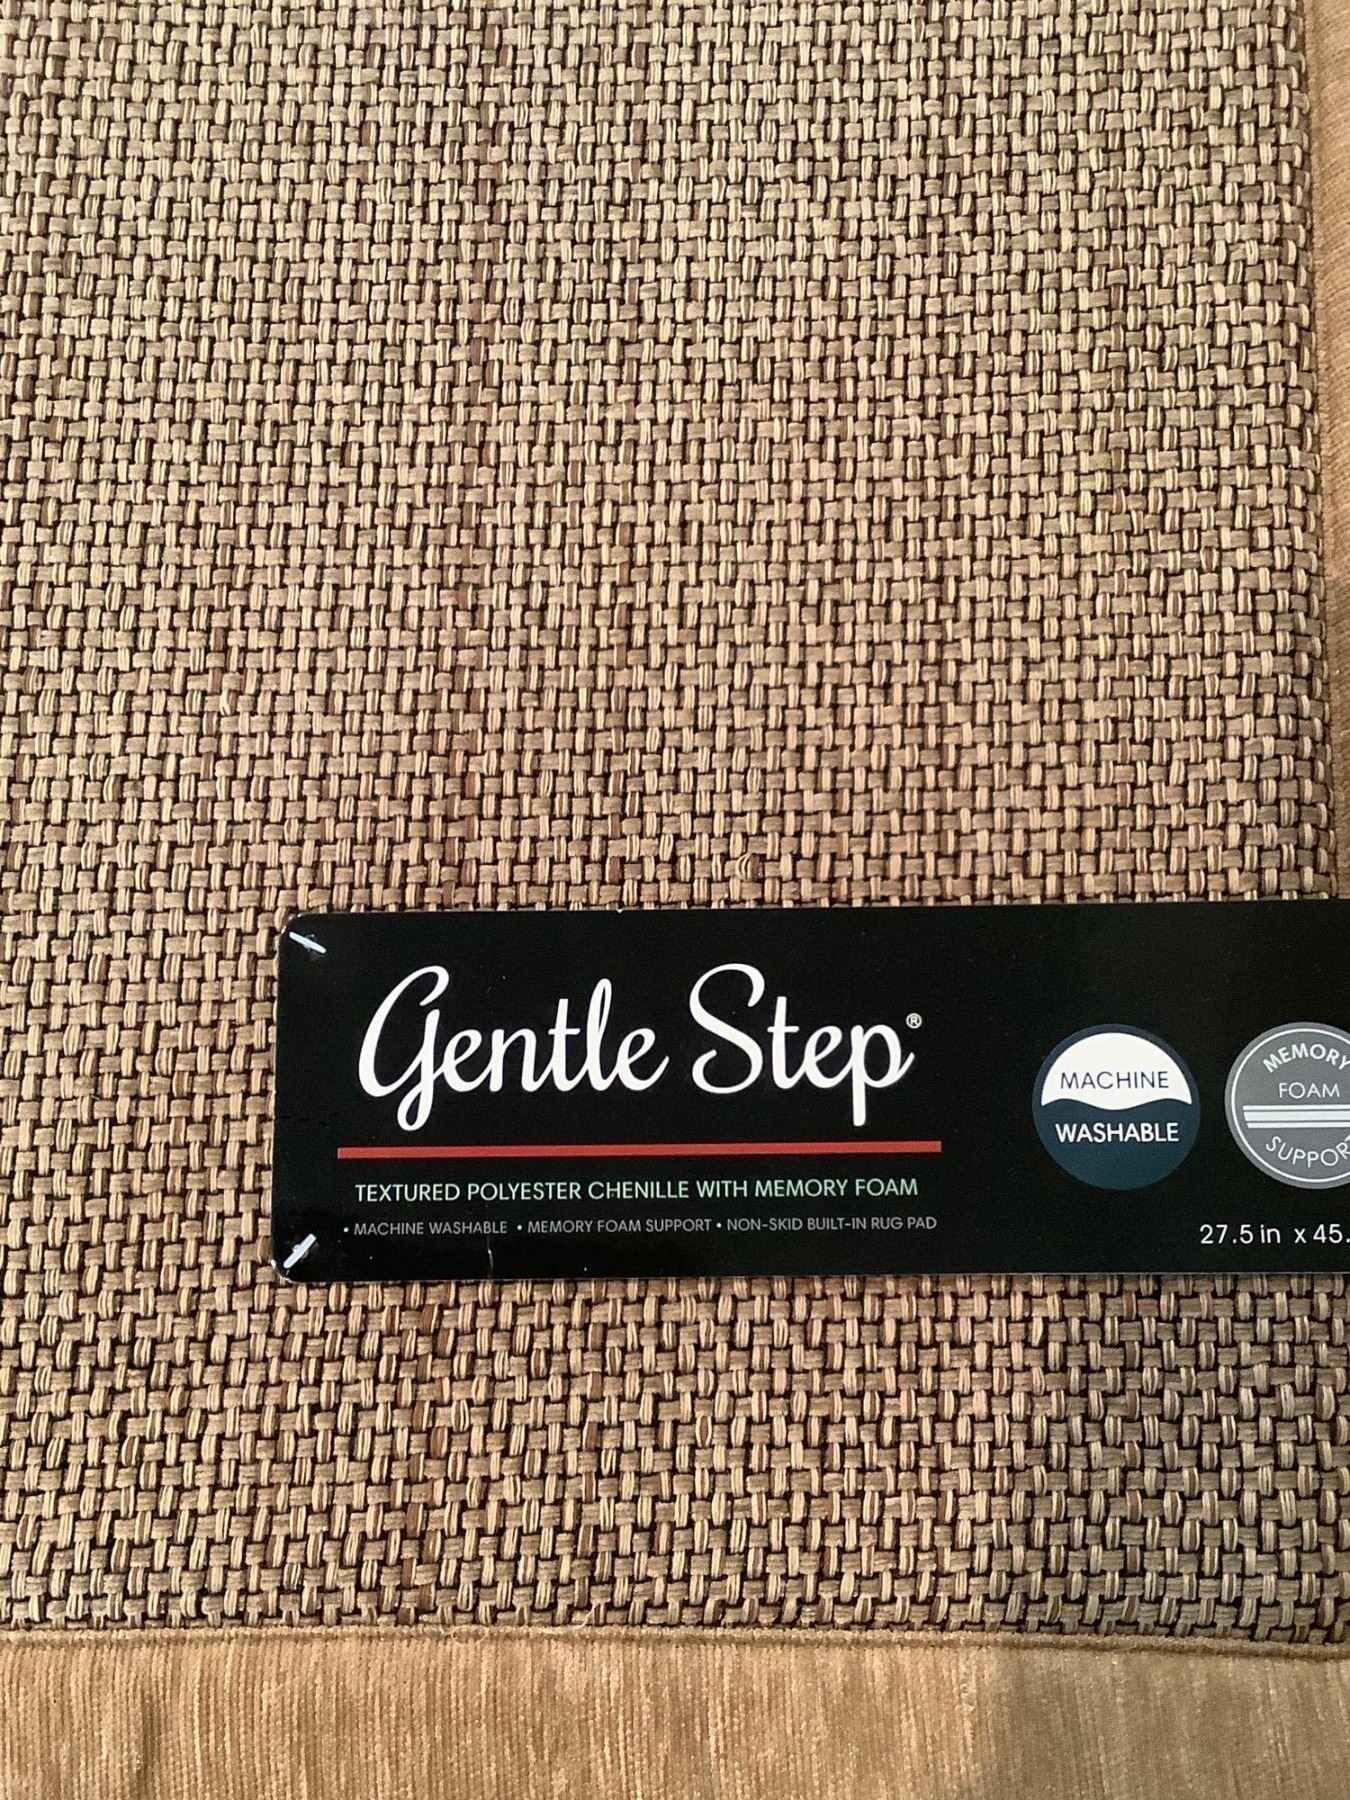 Gentle Step®
TEXTURED POLYESTER CHENILLE WITH MEMORY FOAM
• MACHINE WASHABLE • MEMORY FOAM SUPPORT • NON-SKID BUILT-IN RUG PAD
MACHINE
WASHABLE
MEMORY
FOAM
SUPPORT
27.5 in x 45.